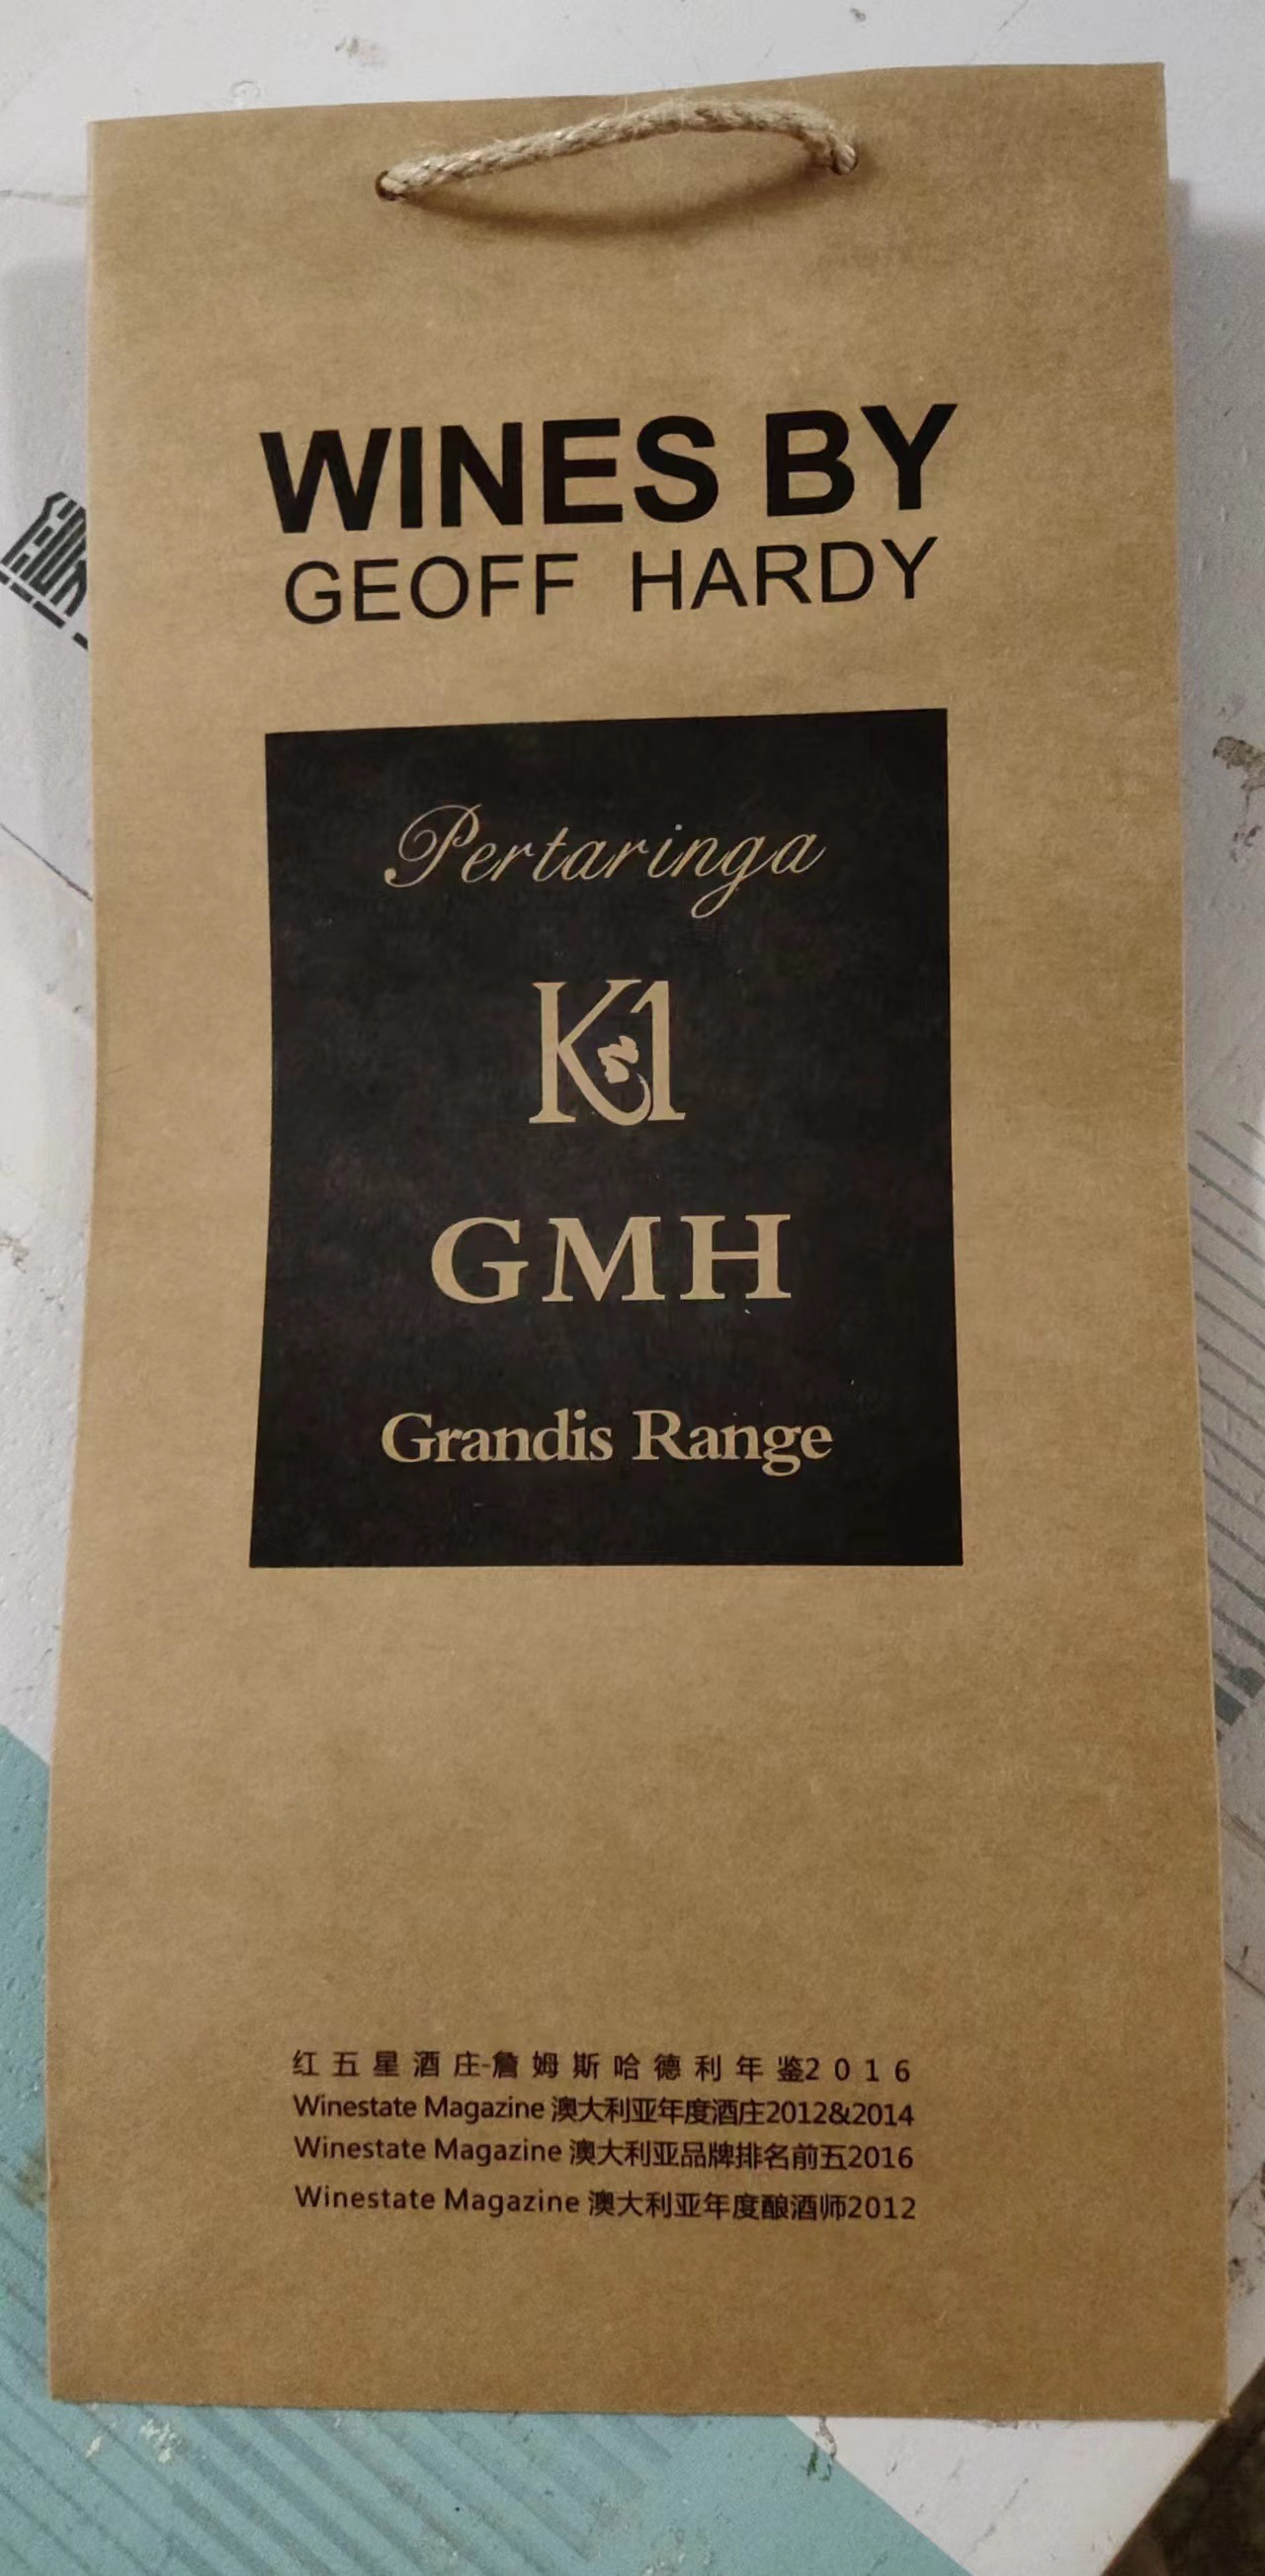 WINES BY
GEOFF HARDY
Pertaringa
K1
GMH
Grandis Range
红五星酒庄-詹姆斯哈德利年鉴2016
Winestate Magazine 澳大利亚年度酒庄2012&2014
Winestate Magazine 澳大利亚品牌排名前五2016
Winestate Magazine 澳大利亚年度酿酒师2012